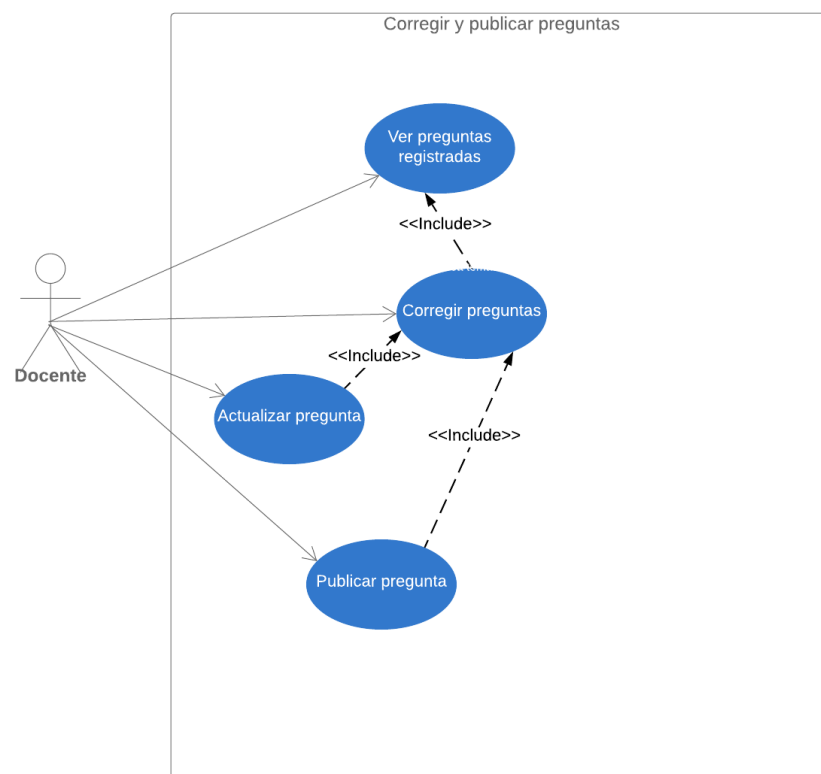 Corregir y publicar preguntas
Ver preguntas
registradas
<<Include>>
Corregir preguntas
<<Include>>
Docente
Actualizar pregunta
<<Include>>
Publicar pregunta